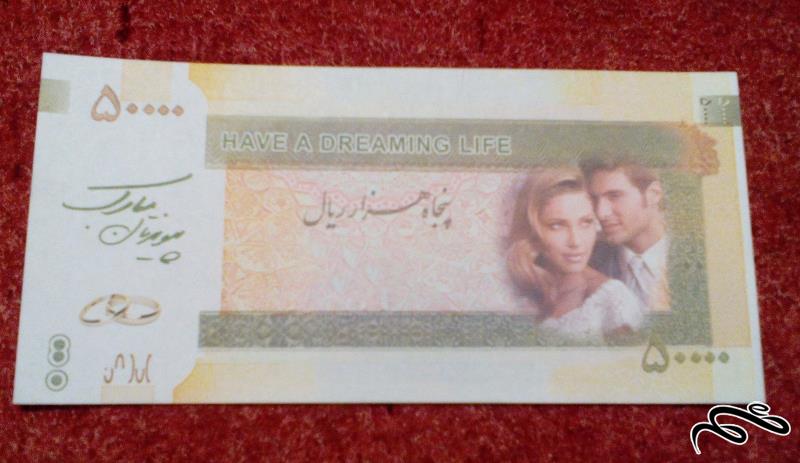 ۵۰۰۰۰
HAVE A DREAMING LIFE
پنجاه هزار ریال
پیوندتان مبارک
۵۰۰۰۰